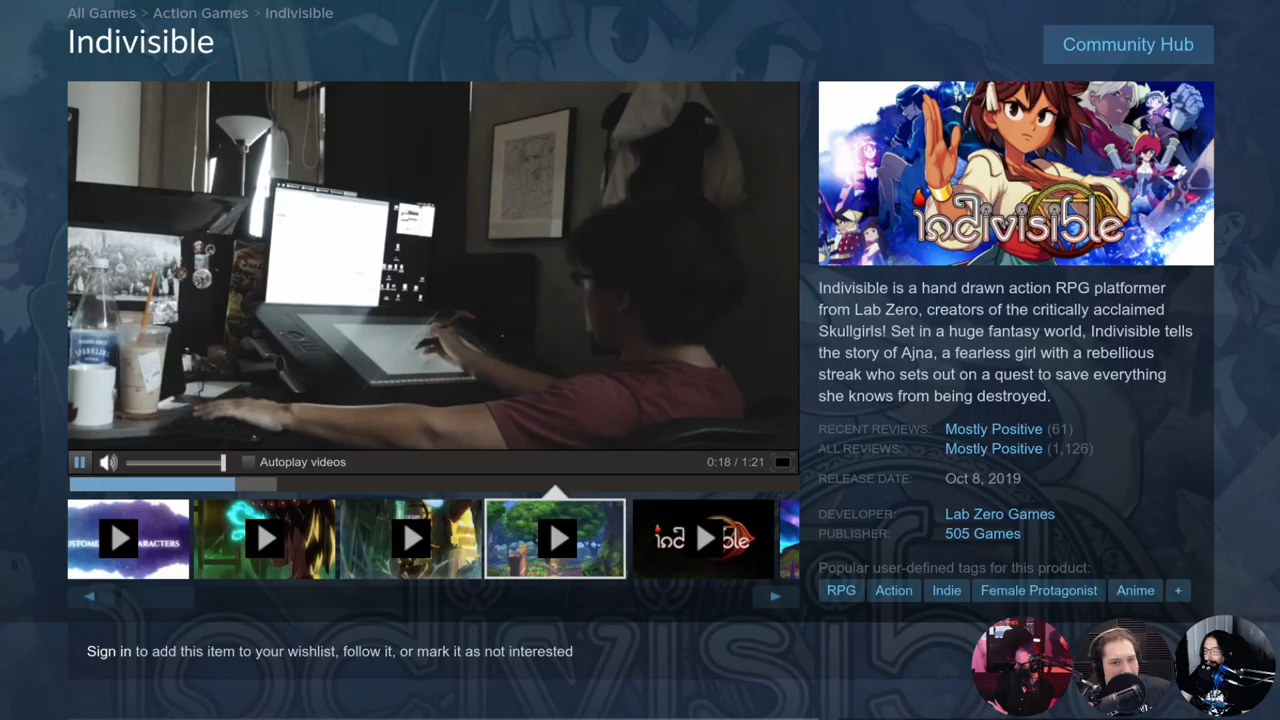 All Games > Action Games > Indivisible
Indivisible
Community Hub
indivisible
Indivisible is a hand drawn action RPG platformer
from Lab Zero, creators of the critically acclaimed
Skullgirls! Set in a huge fantasy world, Indivisible tells
the story of Ajna, a fearless girl with a rebellious
streak who sets out on a quest to save everything
she knows from being destroyed.
RECENT REVIEWS: Mostly Positive (61)
ALL REVIEWS: Mostly Positive (1,126)
RELEASE DATE: Oct 8, 2019
DEVELOPER: Lab Zero Games
PUBLISHER: 505 Games
Popular user-defined tags for this product:
RPG Action Indie Female Protagonist Anime +
SPARKLING
Autoplay videos 0:18 / 1:21
Sign in to add this item to your wishlist, follow it, or mark it as not interested